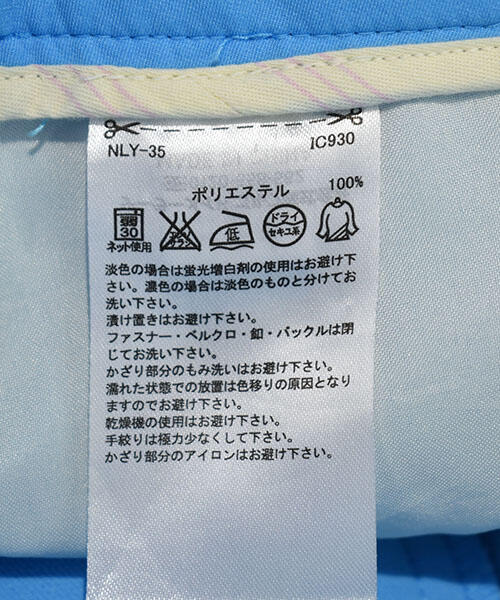 NLY-35 IC930
ポリエステル 100%
30 エンソサラシ 低 ドライ セキユ系
ネット使用
淡色の場合は蛍光増白剤の使用はお避け下
さい。濃色の場合は淡色のものと分けてお
洗い下さい。
漬け置きはお避け下さい。
ファスナー・ベルクロ・釦・バックルは閉
じてお洗い下さい。
かざり部分のもみ洗いはお避け下さい。
濡れた状態での放置は色移りの原因となり
ますのでお避け下さい。
乾燥機の使用はお避け下さい。
手絞りは極力少なくして下さい。
かざり部分のアイロンはお避け下さい。